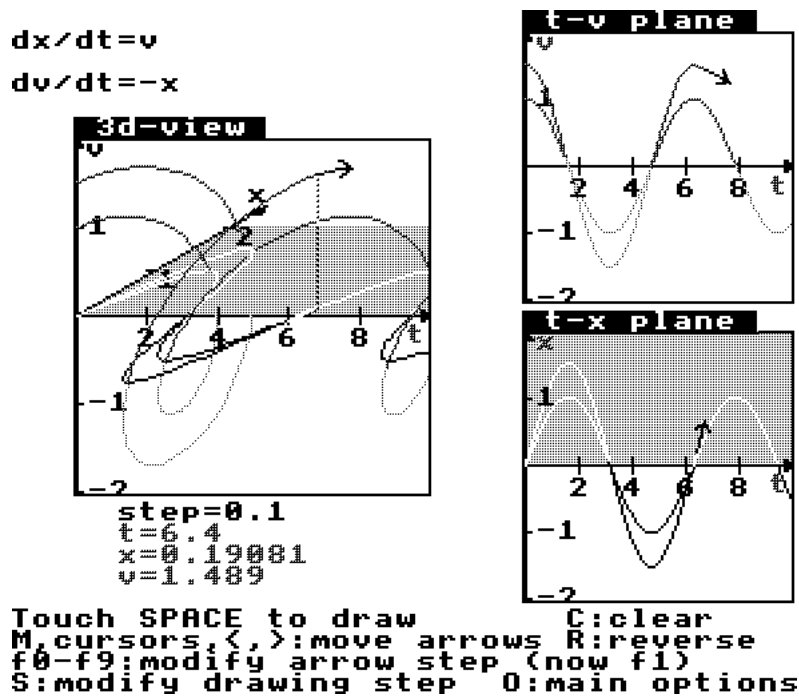 dx/dt=v
dv/dt=-x
3d-view
v
x
1
2
2 4 6 8 t
-1
-2
step=0.1
t=6.4
x=0.19081
v=1.489
t-v plane
v
1
2 4 6 8 t
-1
-2
t-x plane
x
1
2 4 6 8 t
-1
-2
Touch SPACE to draw C:clear
M,cursors,<,>:move arrows R:reverse
f0-f9:modify arrow step (now f1)
S:modify drawing step O:main options